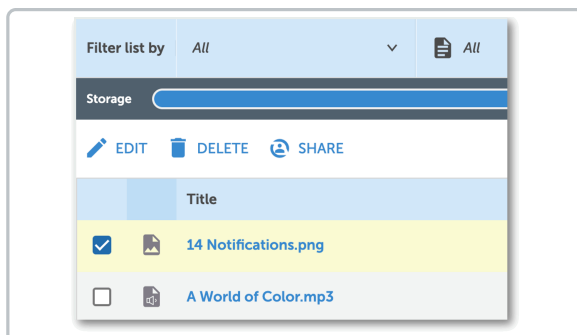 Filter list by All All
Storage
EDIT DELETE SHARE
Title
14 Notifications.png
A World of Color.mp3